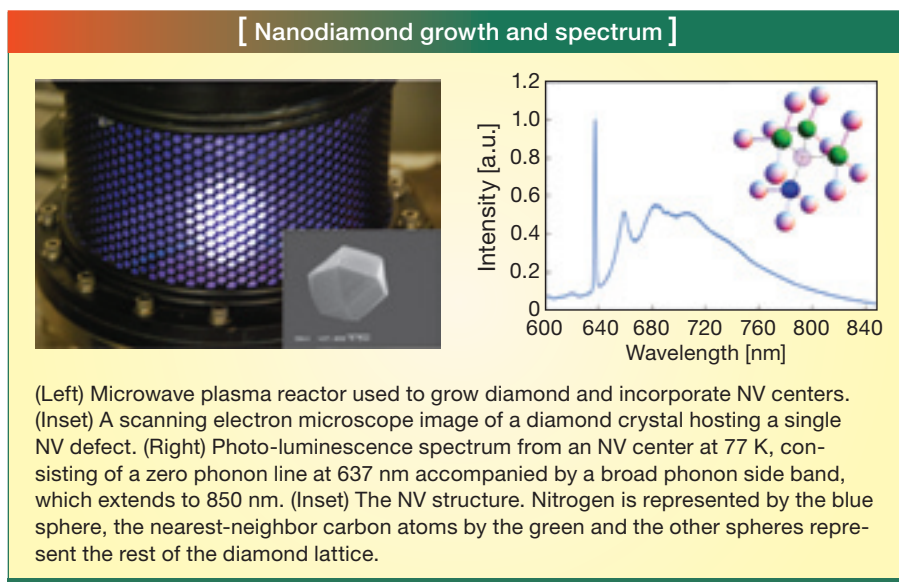 [ Nanodiamond growth and spectrum ]
1.2
1.0
0.8
0.6
0.4
0.2
0
Intensity [a.u.]
600 640 680 720 760 800 840
Wavelength [nm]
(Left) Microwave plasma reactor used to grow diamond and incorporate NV centers.
(Inset) A scanning electron microscope image of a diamond crystal hosting a single
NV defect. (Right) Photo-luminescence spectrum from an NV center at 77 K, con-
sisting of a zero phonon line at 637 nm accompanied by a broad phonon side band,
which extends to 850 nm. (Inset) The NV structure. Nitrogen is represented by the blue
sphere, the nearest-neighbor carbon atoms by the green and the other spheres repre-
sent the rest of the diamond lattice.